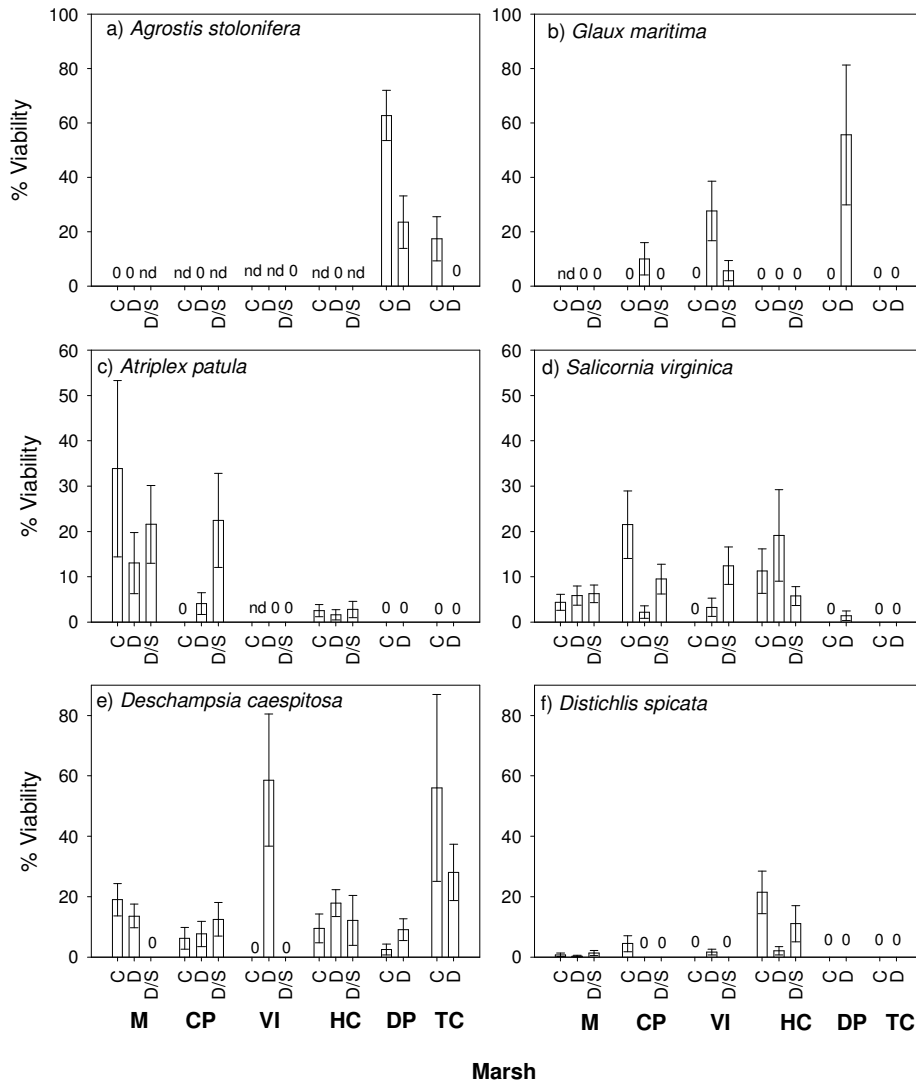 a) Agrostis stolonifera
% Viability
100
80
60
40
20
0
0 0 nd nd 0 nd nd nd 0 nd 0 nd 0
C D D/S C D D/S C D D/S C D D/S C D C D
b) Glaux maritima
100
80
60
40
20
0
nd 0 0 0 0 0 0 0 0 0 0 0
C D D/S C D D/S C D D/S C D D/S C D C D
c) Atriplex patula
% Viability
60
50
40
30
20
10
0
0 nd 0 0 0 0 0 0
C D D/S C D D/S C D D/S C D D/S C D C D
d) Salicornia virginica
60
50
40
30
20
10
0
0 0 0 0
C D D/S C D D/S C D D/S C D D/S C D C D
e) Deschampsia caespitosa
% Viability
80
60
40
20
0
0 0 0
C D D/S C D D/S C D D/S C D D/S C D C D
M CP VI HC DP TC
f) Distichlis spicata
80
60
40
20
0
0 0 0 0 0 0 0 0
C D D/S C D D/S C D D/S C D D/S C D C D
M CP VI HC DP TC
Marsh